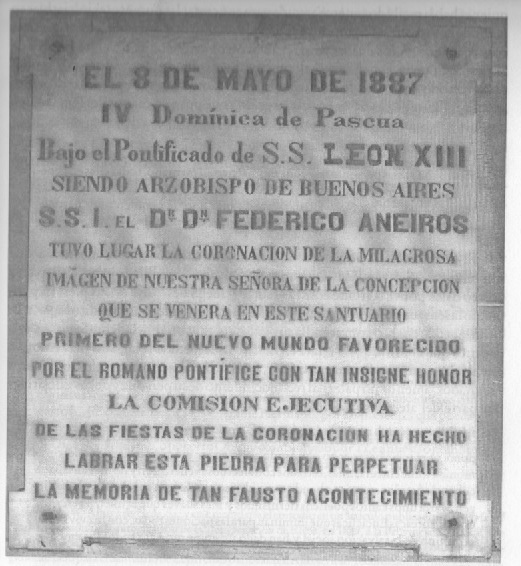 EL 8 DE MAYO DE 1887
IV Domínica de Pascua
Bajo el Pontificado de S.S. LEON XIII
SIENDO ARZOBISPO DE BUENOS AIRES
S.S.I. EL Dr. Dn. FEDERICO ANEIROS
TUVO LUGAR LA CORONACION DE LA MILAGROSA
IMÁGEN DE NUESTRA SEÑORA DE LA CONCEPCION
QUE SE VENERA EN ESTE SANTUARIO
PRIMERO DEL NUEVO MUNDO FAVORECIDO
POR EL ROMANO PONTÍFICE CON TAN INSIGNE HONOR
LA COMISION EJECUTIVA
DE LAS FIESTAS DE LA CORONACION HA HECHO
LABRAR ESTA PIEDRA PARA PERPETUAR
LA MEMORIA DE TAN FAUSTO ACONTECIMIENTO